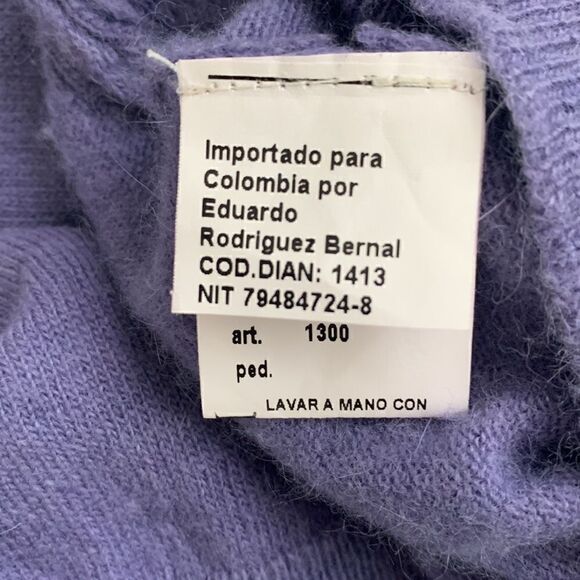 Importado para
Colombia por
Eduardo
Rodriguez Bernal
COD.DIAN: 1413
NIT 79484724-8
art. 1300
ped.
LAVAR A MANO CON